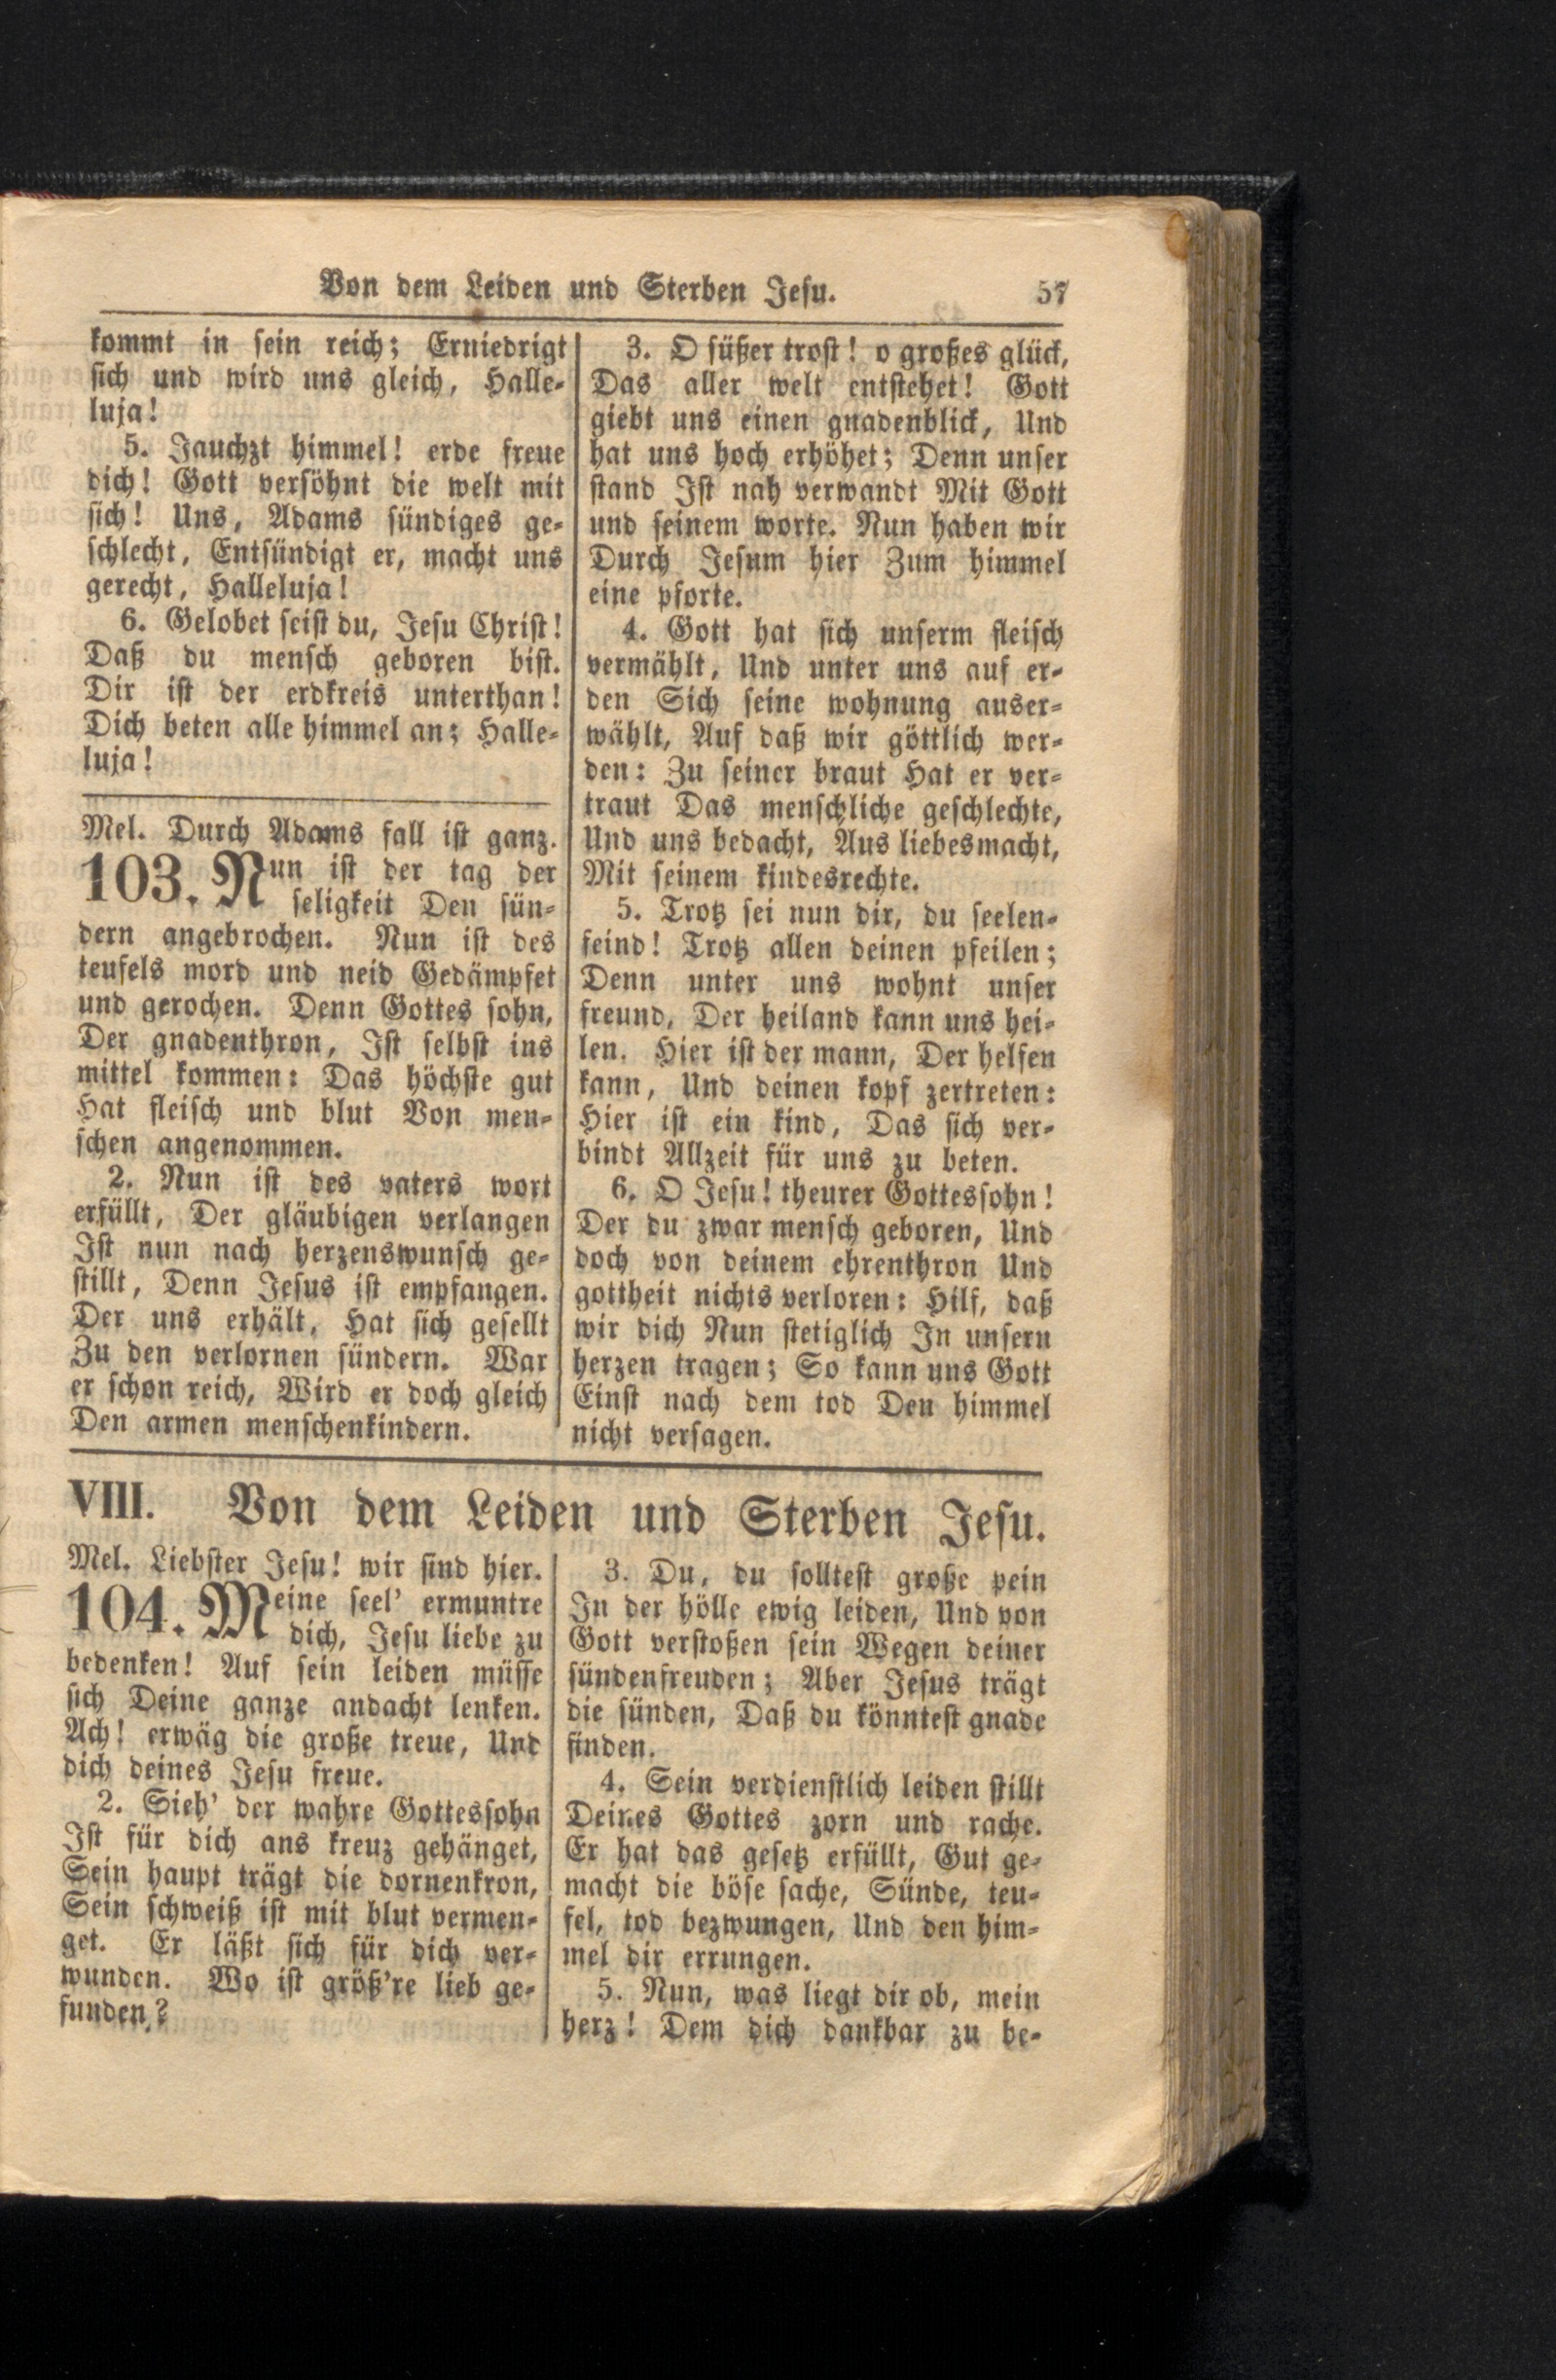 Von dem Leiden und Sterben Jesu. 57
kommt in sein reich; Erniedrigt
sich und wird uns gleich, Halle-
luja!
5. Jauchzt himmel! erde freue
dich! Gott versöhnt die welt mit
sich! Uns, Adams sündiges ge-
schlecht, Entsündigt er, macht uns
gerecht, Halleluja!
6. Gelobet seist du, Jesu Christ!
Daß du mensch geboren bist.
Dir ist der erdkreis unterthan!
Dich beten alle himmel an; Halle-
luja!
Mel. Durch Adams fall ist ganz.
103. Nun ist der tag der
seligkeit Den sün-
dern angebrochen. Nun ist des
teufels mord und neid Gedämpfet
und gerochen. Denn Gottes sohn,
Der gnadenthron, Ist selbst ins
mittel kommen: Das höchste gut
Hat fleisch und blut Von men-
schen angenommen.
2. Nun ist des vaters wort
erfüllt, Der gläubigen verlangen
Ist nun nach herzenswunsch ge-
stillt, Denn Jesus ist empfangen.
Der uns erhält, Hat sich gesellt
Zu den verlornen sündern. War
er schon reich, Wird er doch gleich
Den armen menschenkindern.
3. O süßer trost! o großes glück,
Das aller welt entstehet! Gott
giebt uns einen gnadenblick, Und
hat uns hoch erhöhet; Denn unser
stand Ist nah verwandt Mit Gott
und seinem worte. Nun haben wir
Durch Jesum hier Zum himmel
eine pforte.
4. Gott hat sich unserm fleisch
vermählt, Und unter uns auf er-
den Sich seine wohnung auser-
wählt, Auf daß wir göttlich wer-
den: Zu seiner braut Hat er ver-
traut Das menschliche geschlechte,
Und uns bedacht, Aus liebesmacht,
Mit seinem kindesrechte.
5. Trotz sei nun dir, du seelen-
feind! Trotz allen deinen pfeilen;
Denn unter uns wohnt unser
freund, Der heiland kann uns hei-
len. Hier ist der mann, Der helfen
kann, Und deinen kopf zertreten:
Hier ist ein kind, Das sich ver-
bindt Allzeit für uns zu beten.
6. O Jesu! theurer Gottessohn!
Der du zwar mensch geboren, Und
doch von deinem ehrenthron Und
gottheit nichts verloren: Hilf, daß
wir dich Nun stetiglich In unsern
herzen tragen; So kann uns Gott
Einst nach dem tod Den himmel
nicht versagen.
VIII. Von dem Leiden und Sterben Jesu.
Mel. Liebster Jesu! wir sind hier.
104. Meine seel' ermuntre
dich, Jesu liebe zu
bedenken! Auf sein leiden müsse
sich Deine ganze andacht lenken.
Ach! erwäg die große treue, Und
dich deines Jesu freue.
2. Sieh' der wahre Gottessohn
Ist für dich ans kreuz gehänget,
Sein haupt trägt die dornenkron,
Sein schweiß ist mit blut vermen-
get. Er läßt sich für dich ver-
wunden. Wo ist größ're lieb ge-
funden?
3. Du, du solltest große pein
In der hölle ewig leiden, Und von
Gott verstoßen sein Wegen deiner
sündenfreuden; Aber Jesus trägt
die sünden, Daß du könntest gnade
finden.
4. Sein verdienstlich leiden stillt
Deines Gottes zorn und rache.
Er hat das gesetz erfüllt, Gut ge-
macht die böse sache, Sünde, teu-
fel, tod bezwungen, Und den him-
mel dir errungen.
5. Nun, was liegt dir ob, mein
herz! Dem dich dankbar zu be-